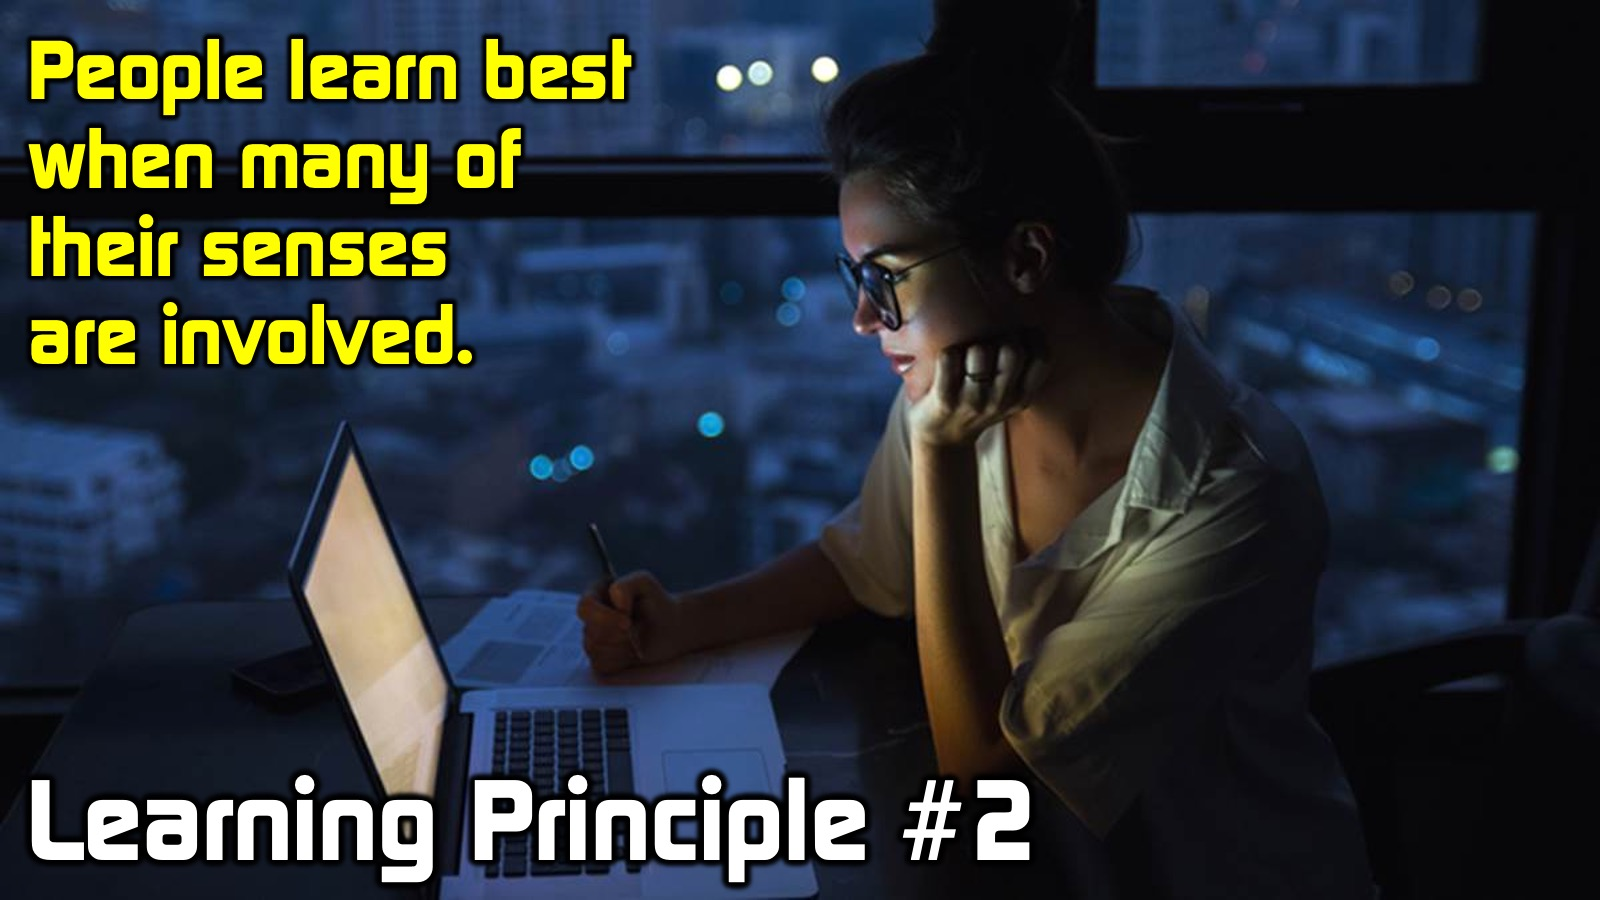 People learn best
when many of
their senses
are involved.
Learning Principle #2